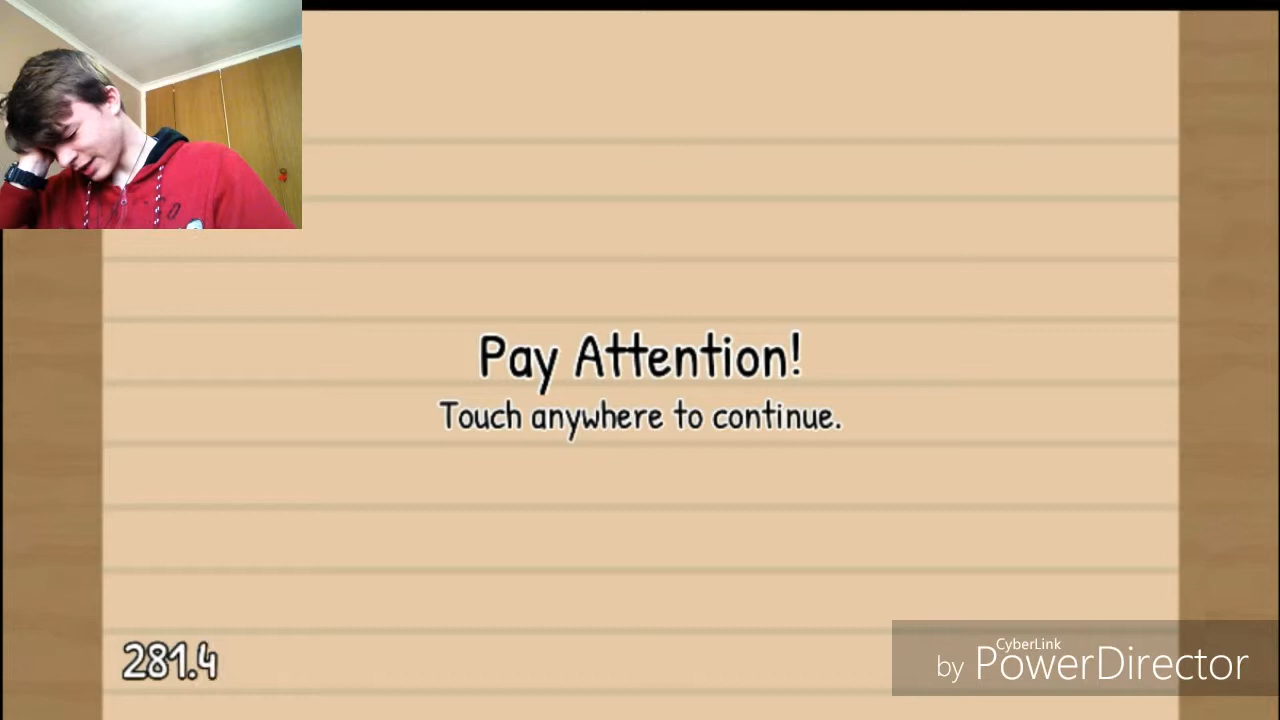 Pay Attention!
Touch anywhere to continue.
281.4
CyberLink
by PowerDirector